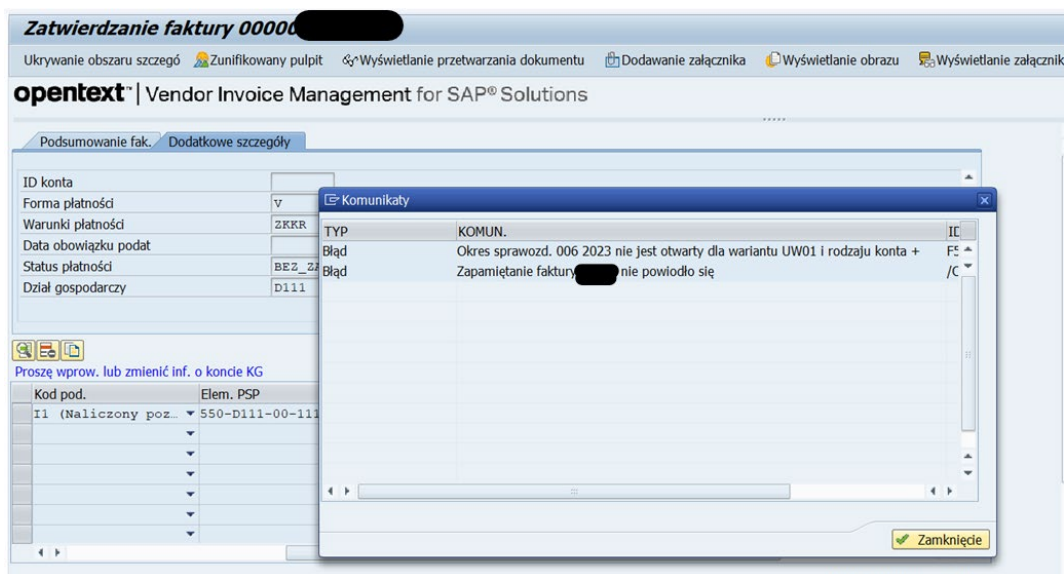 Zatwierdzanie faktury 00000
Ukrywanie obszaru szczegó Zunifikowany pulpit Wyświetlanie przetwarzania dokumentu Dodawanie załącznika Wyświetlanie obrazu Wyświetlanie załącznik
opentext™ | Vendor Invoice Management for SAP® Solutions
Podsumowanie fak. Dodatkowe szczegóły
ID konta
Forma płatności V
Warunki płatności ZKKR
Data obowiązku podat
Status płatności BEZ_ZA
Dział gospodarczy D111
Proszę wprow. lub zmienić inf. o koncie KG
Kod pod. Elem. PSP
I1 (Naliczony poz… 550-D111-00-111
Komunikaty
TYP KOMUN. ID
Błąd Okres sprawozd. 006 2023 nie jest otwarty dla wariantu UW01 i rodzaju konta + F5
Błąd Zapamiętanie faktury nie powiodło się /O
Zamknięcie